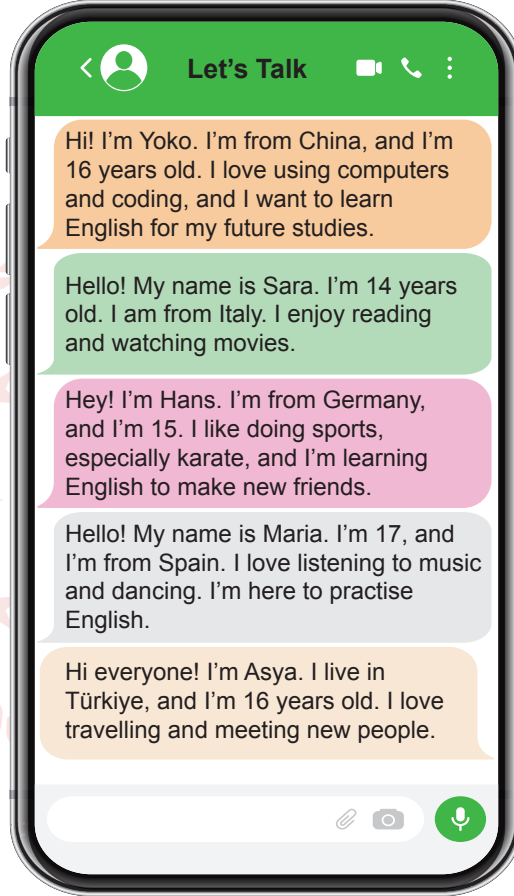 Let's Talk
Hi! I'm Yoko. I'm from China, and I'm
16 years old. I love using computers
and coding, and I want to learn
English for my future studies.
Hello! My name is Sara. I'm 14 years
old. I am from Italy. I enjoy reading
and watching movies.
Hey! I'm Hans. I'm from Germany,
and I'm 15. I like doing sports,
especially karate, and I'm learning
English to make new friends.
Hello! My name is Maria. I'm 17, and
I'm from Spain. I love listening to music
and dancing. I'm here to practise
English.
Hi everyone! I'm Asya. I live in
Türkiye, and I'm 16 years old. I love
travelling and meeting new people.